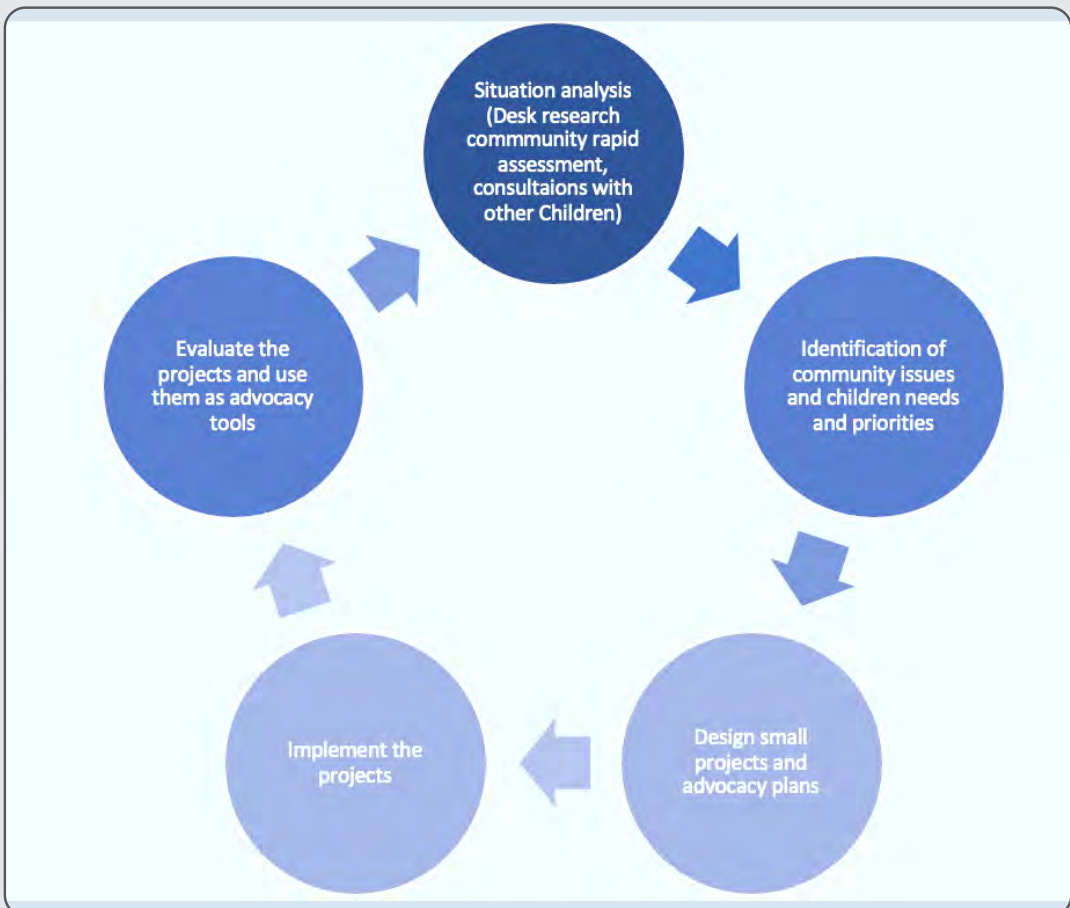 Situation analysis
(Desk research
commmunity rapid
assessment,
consultaions with
other Children)
Identification of
community issues
and children needs
and priorities
Design small
projects and
advocacy plans
Implement the
projects
Evaluate the
projects and use
them as advocacy
tools